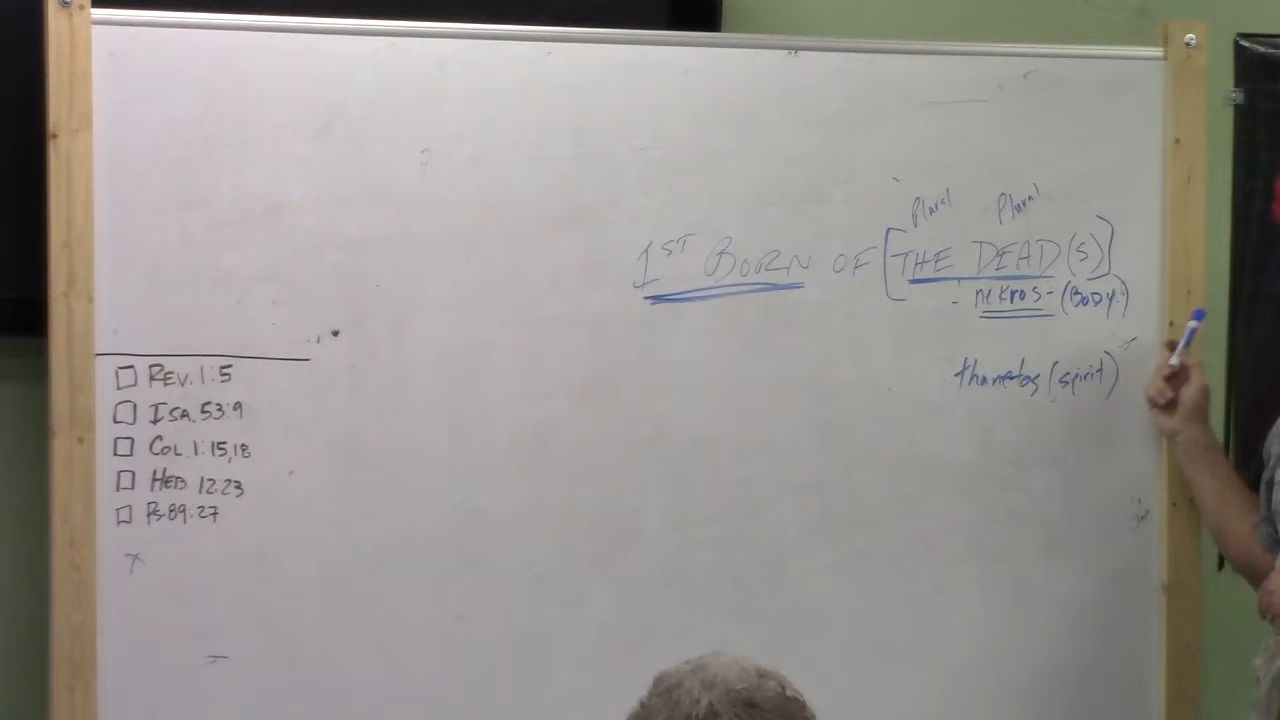 Plural Plural
1ST BORN OF [THE DEAD(S)]
- nekros - (BODY)
thanatos (spirit)
REV. 1:5
ISA. 53:9
COL. 1:15,18
HEB. 12:23
Ps. 89:27